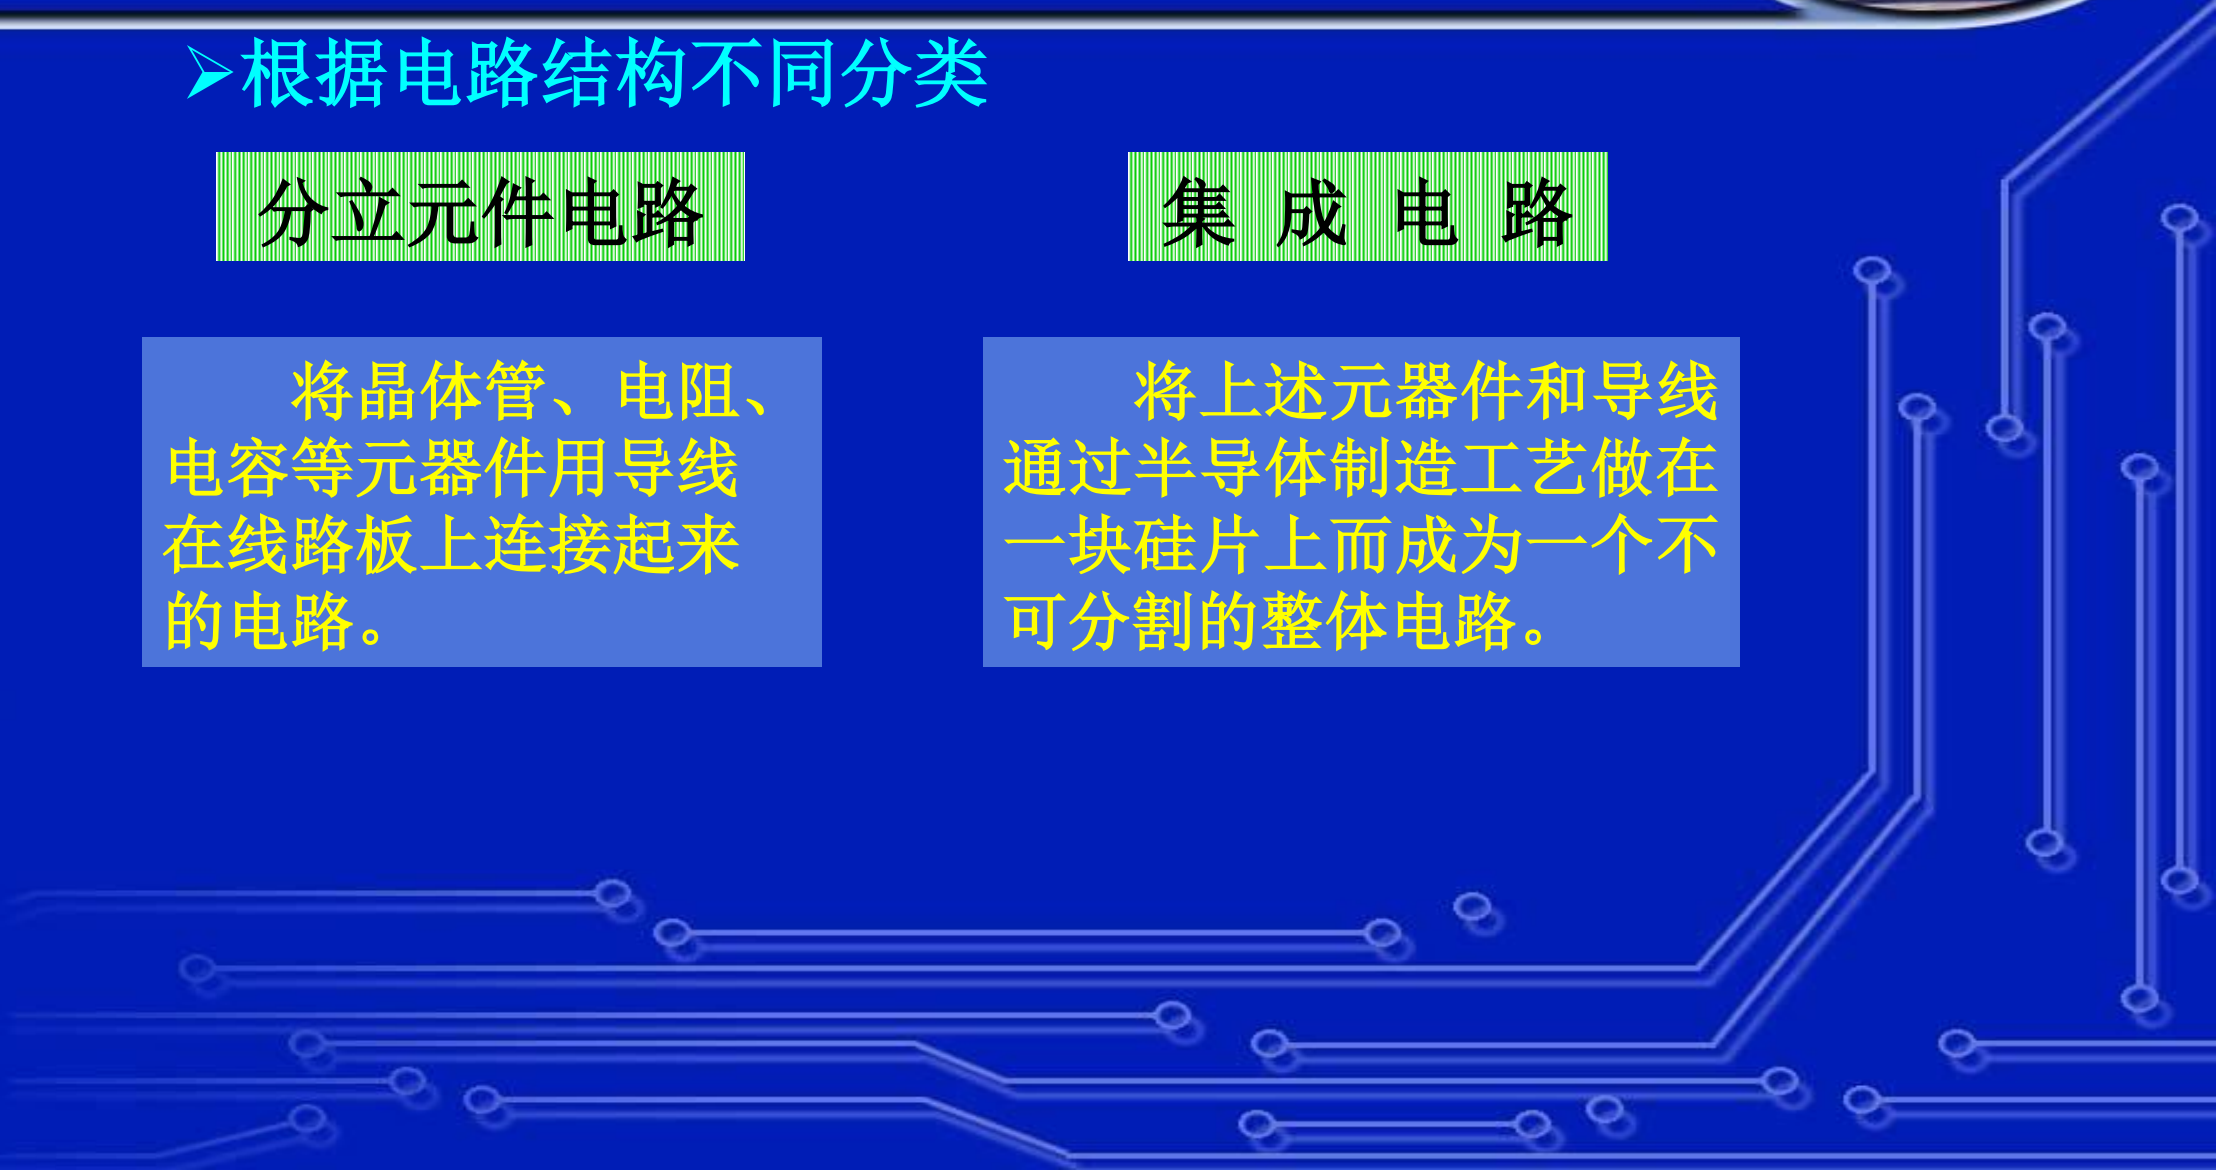 ➢根据电路结构不同分类
分立元件电路
集 成 电 路
将晶体管、电阻、
电容等元器件用导线
在线路板上连接起来
的电路。
将上述元器件和导线
通过半导体制造工艺做在
一块硅片上而成为一个不
可分割的整体电路。